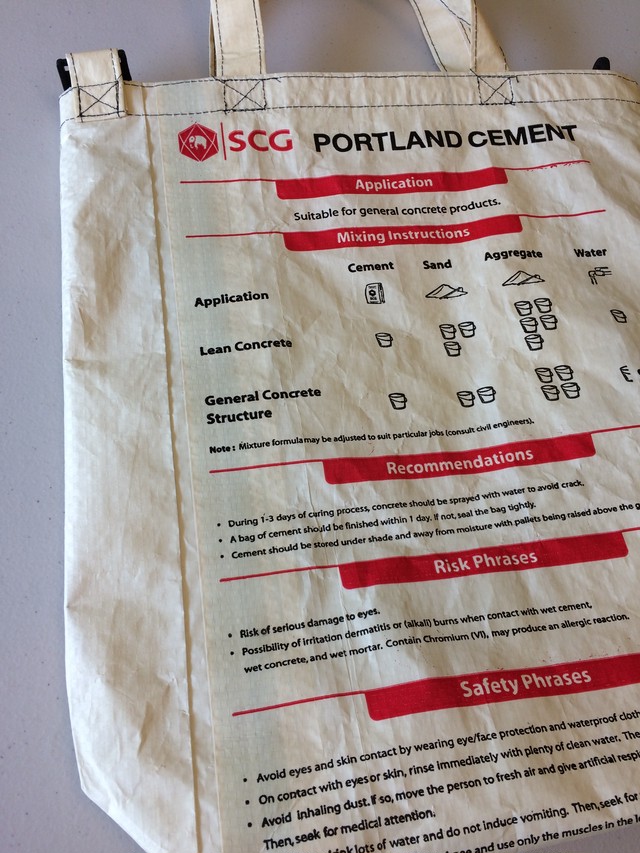 SCG PORTLAND CEMENT
Application
Suitable for general concrete products.
Mixing Instructions
Cement Sand Aggregate Water
Application
Lean Concrete
General Concrete
Structure
Note : Mixture formula may be adjusted to suit particular jobs (consult civil engineers).
Recommendations
• During 1-3 days of curing process, concrete should be sprayed with water to avoid crack.
• A bag of cement should be finished within 1 day. If not, seal the bag tightly.
• Cement should be stored under shade and away from moisture with pallets being raised above the
Risk Phrases
• Risk of serious damage to eyes.
• Possibility of irritation dermatitis or (alkali) burns when contact with wet cement,
wet concrete, and wet mortar. Contain Chromium (VI), may produce an allergic reaction.
Safety Phrases
• Avoid eyes and skin contact by wearing eye/face protection and waterproof
• On contact with eyes or skin, rinse immediately with plenty of clean water.
• Avoid inhaling dust. If so, move the person to fresh air and give artificial
Then, seek for medical attention.
lots of water and do not induce vomiting. Then, seek for
and use only the muscles in the